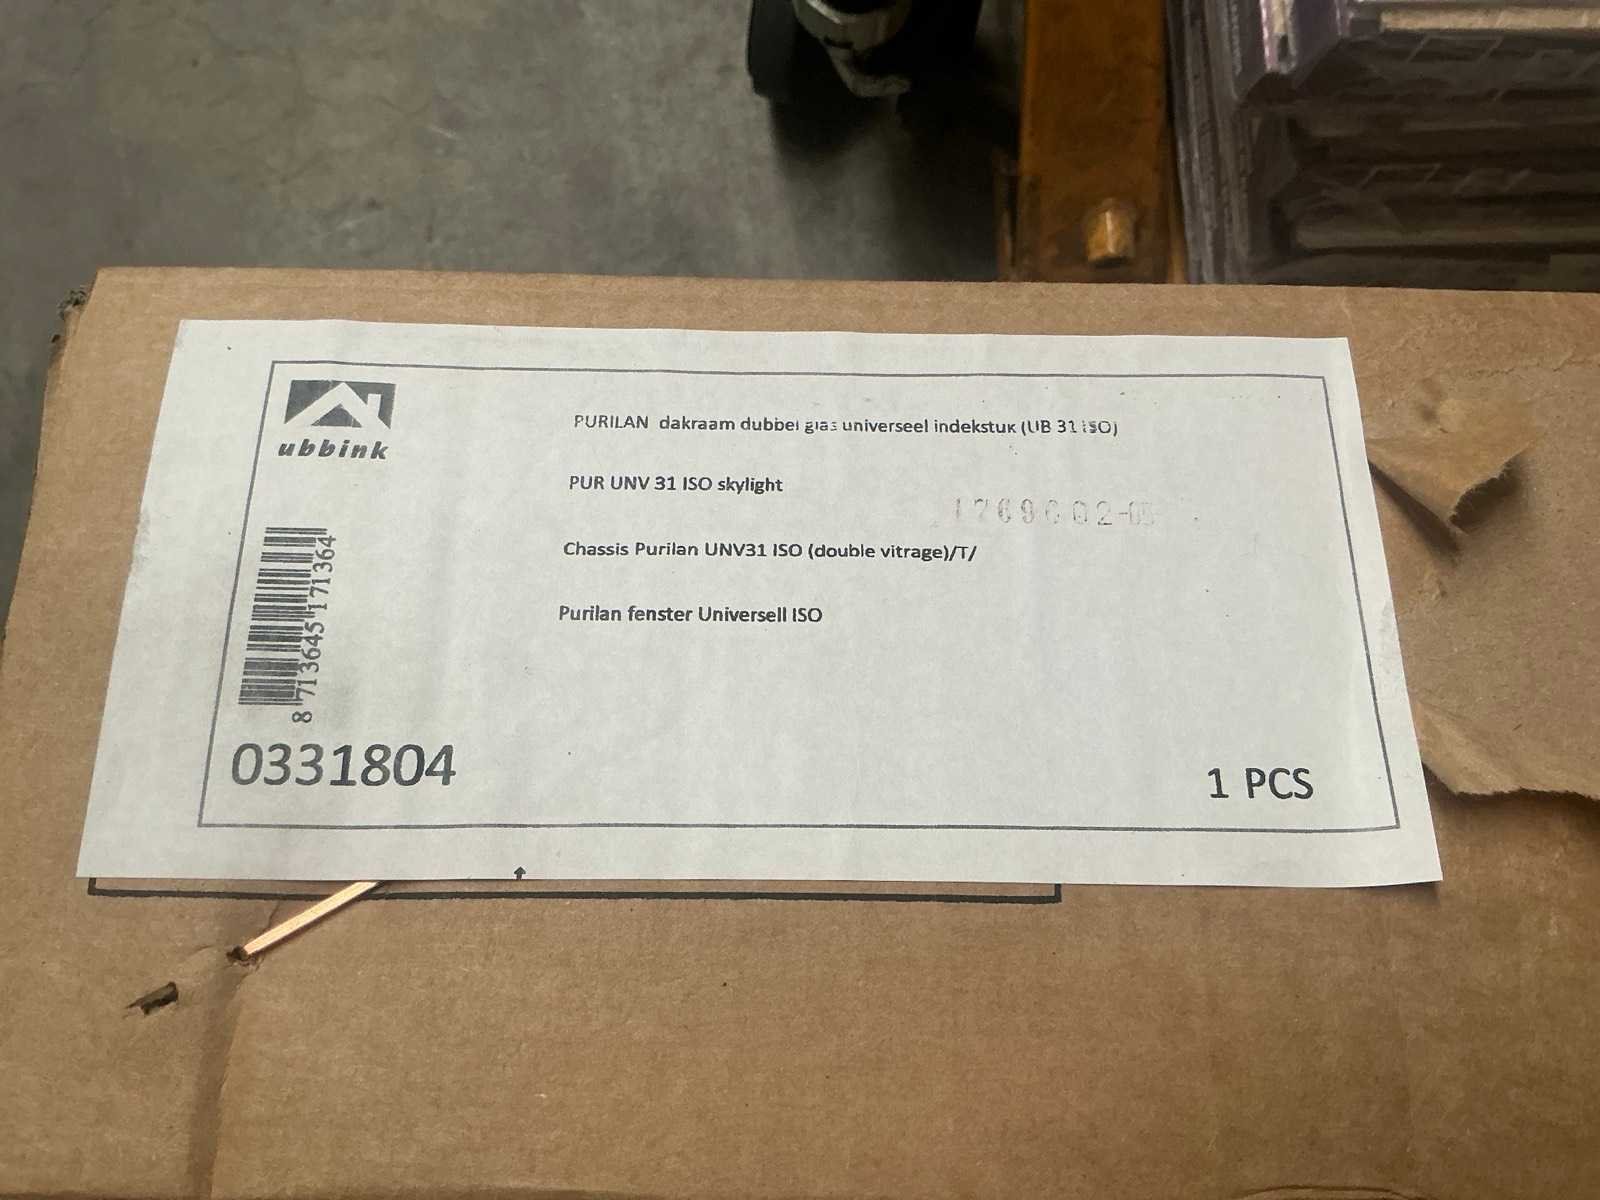 ubbink
PURILAN dakraam dubbel glas universeel indekstuk (UB 31 ISO)
PUR UNV 31 ISO skylight
Chassis Purilan UNV31 ISO (double vitrage)/T/
Purilan fenster Universell ISO
8 713645 171364
0331804
1 PCS